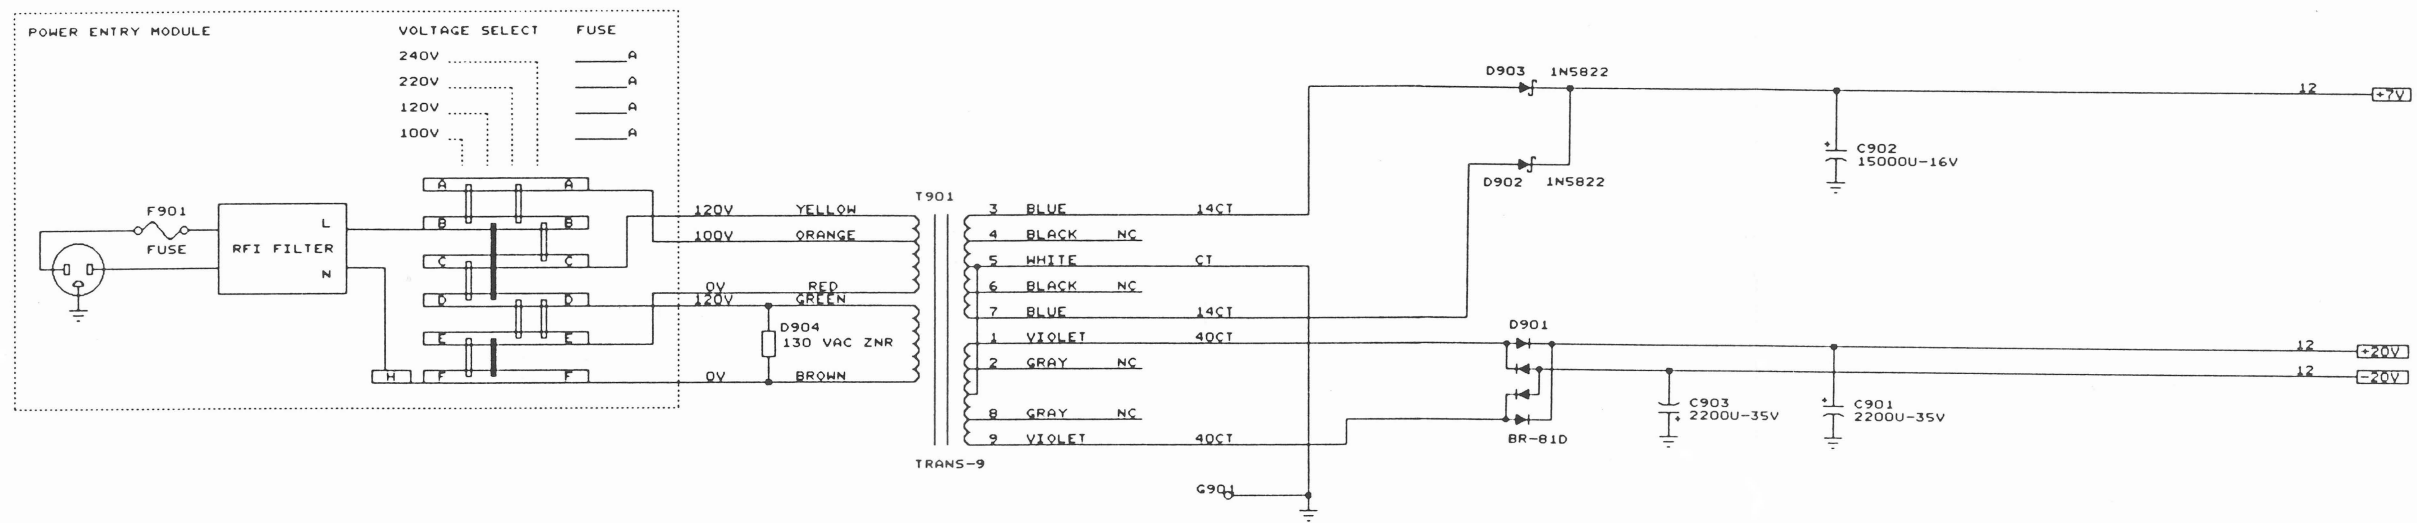 POWER ENTRY MODULE
VOLTAGE SELECT FUSE
240V A
220V A
120V A
100V A
F901
FUSE
RFI FILTER
L
N
A A
B B
C C
D D
E E
H F F
120V YELLOW
100V ORANGE
0V RED
120V GREEN
D904
130 VAC ZNR
0V BROWN
T901
TRANS-9
3 BLUE 14CT
4 BLACK NC
5 WHITE CT
6 BLACK NC
7 BLUE 14CT
1 VIOLET 40CT
2 GRAY NC
8 GRAY NC
9 VIOLET 40CT
G901
D903 1N5822
D902 1N5822
D901
BR-81D
C902
15000U-16V
C903
2200U-35V
C901
2200U-35V
12 +7V
12 +20V
12 -20V